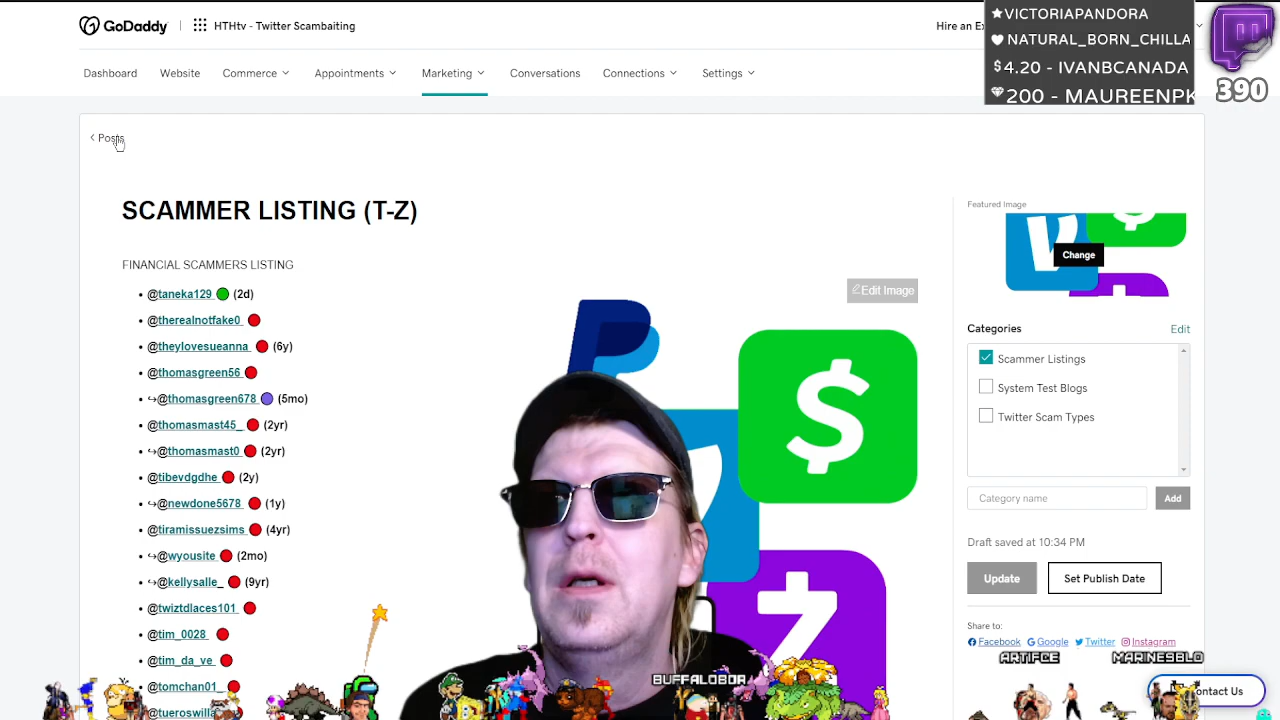 GoDaddy
HTHtv - Twitter Scambaiting
Hire an Ex
VICTORIAPANDORA
NATURAL_BORN_CHILLA
$4.20 - IVANBCANADA
200 - MAUREENPK
390
Dashboard
Website
Commerce
Appointments
Marketing
Conversations
Connections
Settings
Posts
SCAMMER LISTING (T-Z)
FINANCIAL SCAMMERS LISTING
• @taneka129 (2d)
• @therealnotfake0
• @theylovesueanna (6y)
• @thomasgreen56
• ↪@thomasgreen678 (5mo)
• @thomasmast45_ (2yr)
• ↪@thomasmast0 (2yr)
• @tibevdgdhe (2y)
• ↪@newdone5678 (1y)
• @tiramissuezsims (4yr)
• ↪@wyousite (2mo)
• ↪@kellysalle_ (9yr)
• @twiztdlaces101
• @tim_0028
• @tim_da_ve
• @tomchan01_
• @tueroswilla
Edit Image
$
Featured Image
Change
Categories
Edit
Scammer Listings
System Test Blogs
Twitter Scam Types
Category name
Add
Draft saved at 10:34 PM
Update
Set Publish Date
Share to:
Facebook
Google
Twitter
Instagram
ARTIFCE
MARINESBLO
BUFFALOBOR
ontact Us